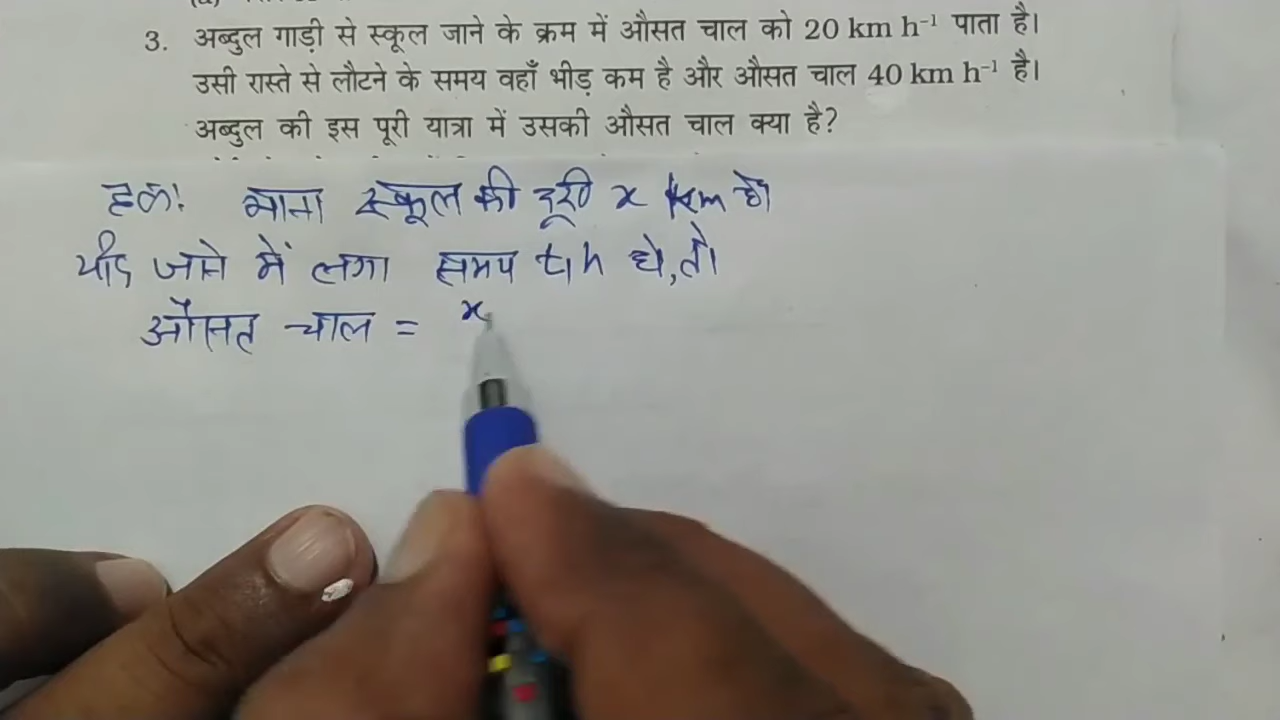 3. अब्दुल गाड़ी से स्कूल जाने के क्रम में औसत चाल को 20 km h⁻¹ पाता है।
उसी रास्ते से लौटने के समय वहाँ भीड़ कम है और औसत चाल 40 km h⁻¹ है।
अब्दुल की इस पूरी यात्रा में उसकी औसत चाल क्या है?
हल: माना स्कूल की दूरी x km है।
यदि जाने में लगा समय t₁h है, तो।
औसत चाल = x